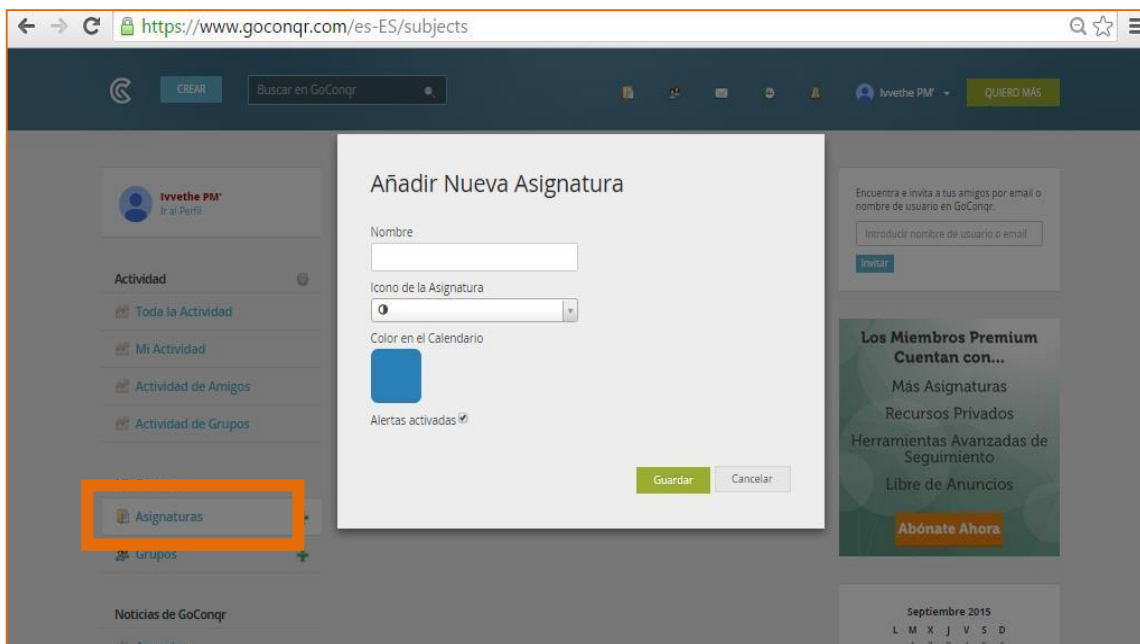 https://www.goconqr.com/es-ES/subjects
CREAR
Buscar en GoConqr
Ivvethe PM'
QUIERO MÁS
Ivvethe PM'
Ir al Perfil
Actividad
Toda la Actividad
Mi Actividad
Actividad de Amigos
Actividad de Grupos
Asignaturas
Grupos
Noticias de GoConqr
Añadir Nueva Asignatura
Nombre
Icono de la Asignatura
Color en el Calendario
Alertas activadas
Guardar
Cancelar
Encuentra e invita a tus amigos por email o
nombre de usuario en GoConqr.
Introducir nombre de usuario o email
Invitar
Los Miembros Premium
Cuentan con...
Más Asignaturas
Recursos Privados
Herramientas Avanzadas de
Seguimiento
Libre de Anuncios
Abónate Ahora
Septiembre 2015
L M X J V S D